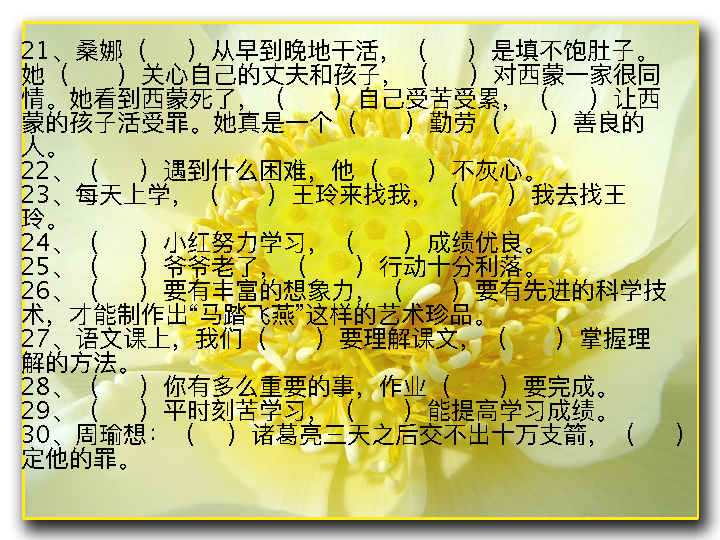 21、桑娜（　　）从早到晚地干活，（　　）是填不饱肚子。
她（　　）关心自己的丈夫和孩子，（　　）对西蒙一家很同
情。她看到西蒙死了，（　　）自己受苦受累，（　　）让西
蒙的孩子活受罪。她真是一个（　　）勤劳（　　）善良的
人。
22、（　　）遇到什么困难，他（　　）不灰心。
23、每天上学，（　　）王玲来找我，（　　）我去找王
玲。
24、（　　）小红努力学习，（　　）成绩优良。
25、（　　）爷爷老了，（　　）行动十分利落。
26、（　　）要有丰富的想象力，（　　）要有先进的科学技
术，才能制作出“马踏飞燕”这样的艺术珍品。
27、语文课上，我们（　　）要理解课文，（　　）掌握理
解的方法。
28、（　　）你有多么重要的事，作业（　　）要完成。
29、（　　）平时刻苦学习，（　　）能提高学习成绩。
30、周瑜想：（　　）诸葛亮三天之后交不出十万支箭，（　　）
定他的罪。